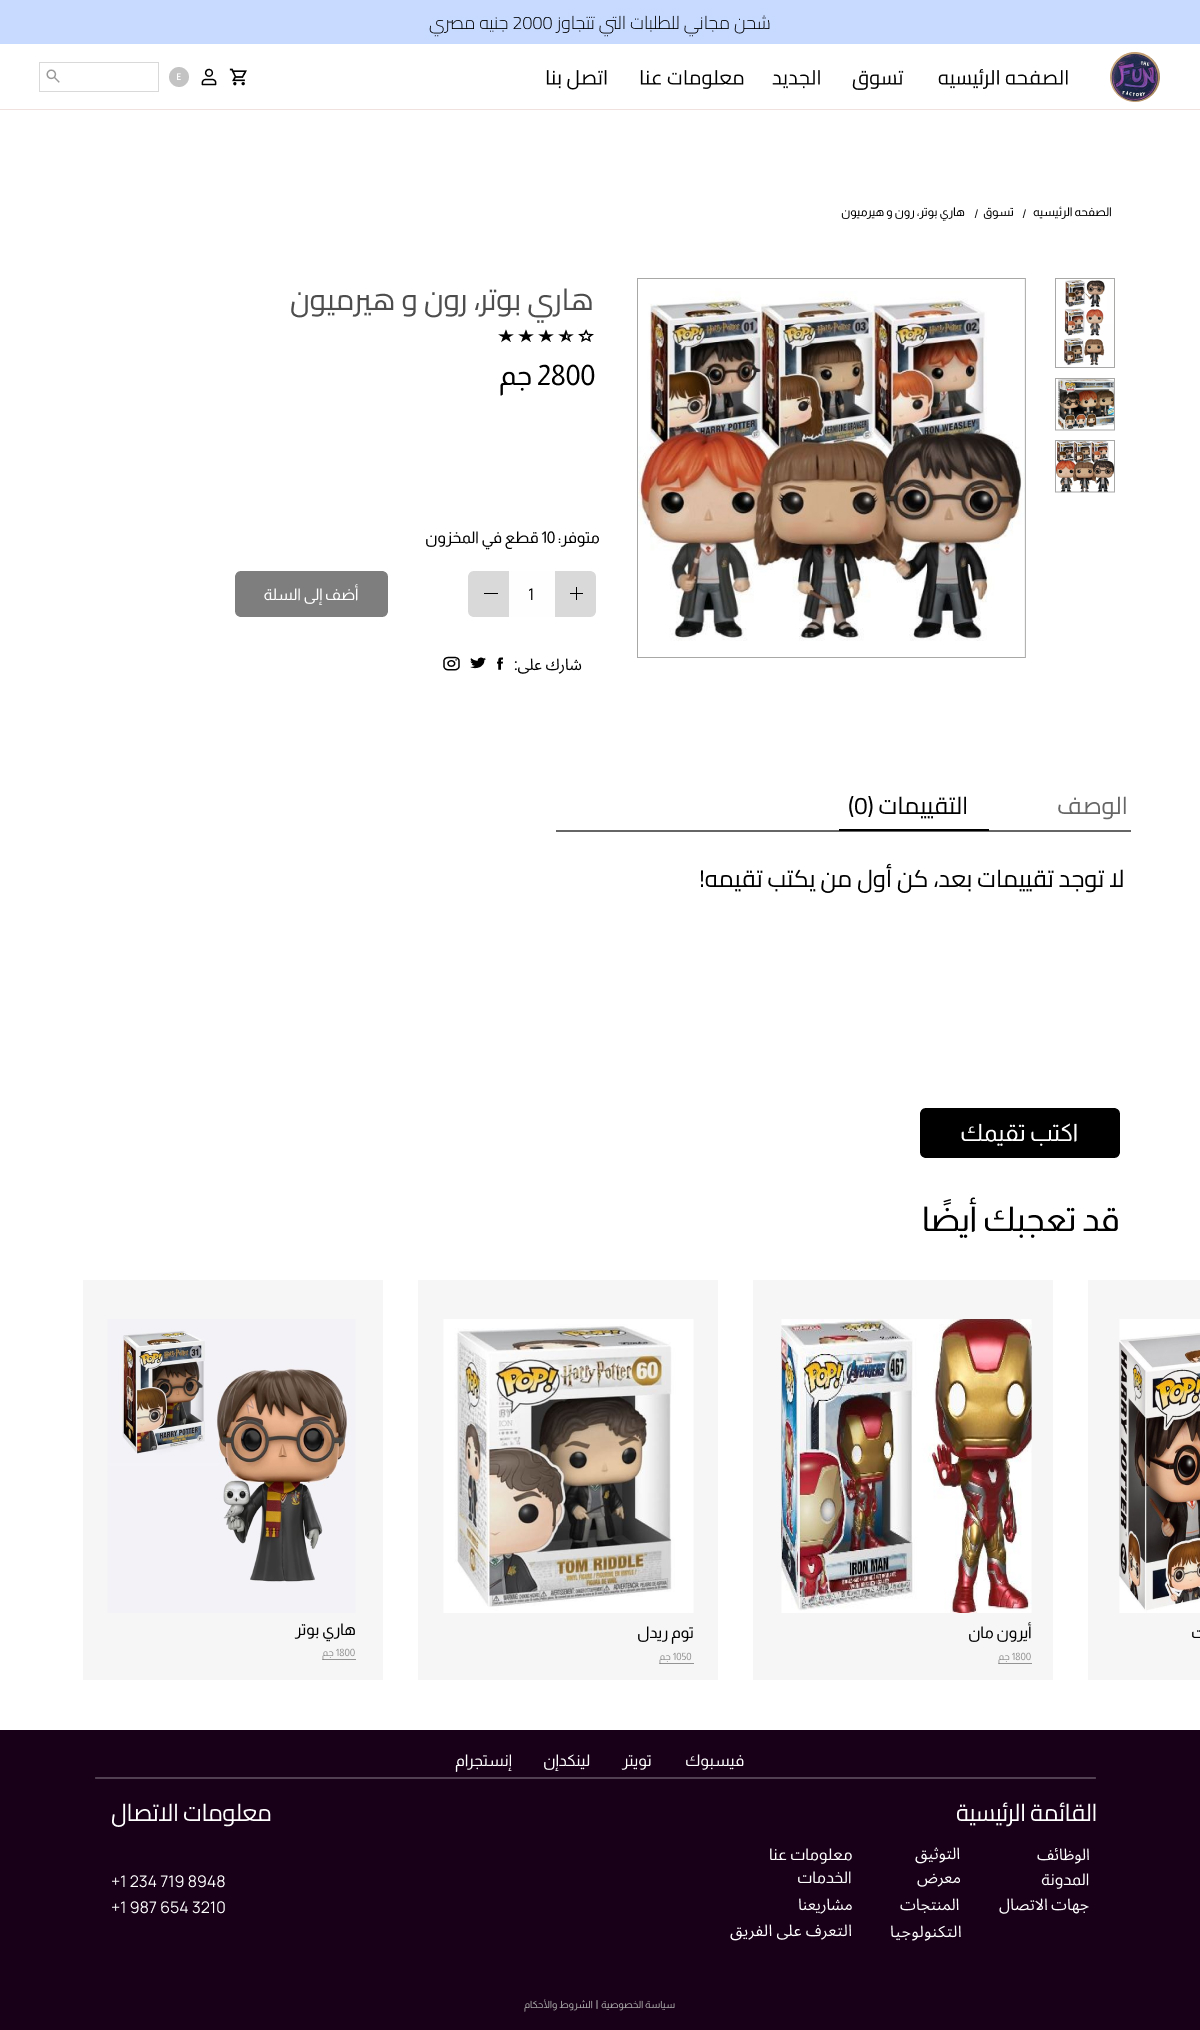 شحن مجاني للطلبات التي تتجاوز 2000 جنيه مصري
THE FUN FACTORY
الصفحه الرئيسيه
تسوق
الجديد
معلومات عنا
اتصل بنا
E
الصفحه الرئيسيه / تسوق / هاري بوتر، رون و هيرميون
هاري بوتر، رون و هيرميون
2800 جم
POP! Harry Potter 01
POP! Harry Potter 03
POP! Harry Potter 02
HARRY POTTER
HERMIONE GRANGER
RON WEASLEY
متوفر: 10 قطع في المخزون
+ 1 −
أضف إلى السلة
شارك على:
الوصف
التقييمات (0)
لا توجد تقييمات بعد، كن أول من يكتب تقيمه!
اكتب تقيمك
قد تعجبك أيضًا
POP!
HARRY POTTER
POP! AVENGERS 467
IRON MAN
أيرون مان
1800 جم
POP! Harry Potter 60
TOM RIDDLE
توم ريدل
1050 جم
POP! Harry Potter 31
HARRY POTTER
هاري بوتر
1800 جم
فيسبوك
تويتر
لينكدإن
إنستجرام
القائمة الرئيسية
الوظائف
المدونة
جهات الاتصال
التوثيق
معرض
المنتجات
التكنولوجيا
معلومات عنا
الخدمات
مشاريعنا
التعرف على الفريق
معلومات الاتصال
+1 234 719 8948
+1 987 654 3210
سياسة الخصوصية | الشروط والأحكام